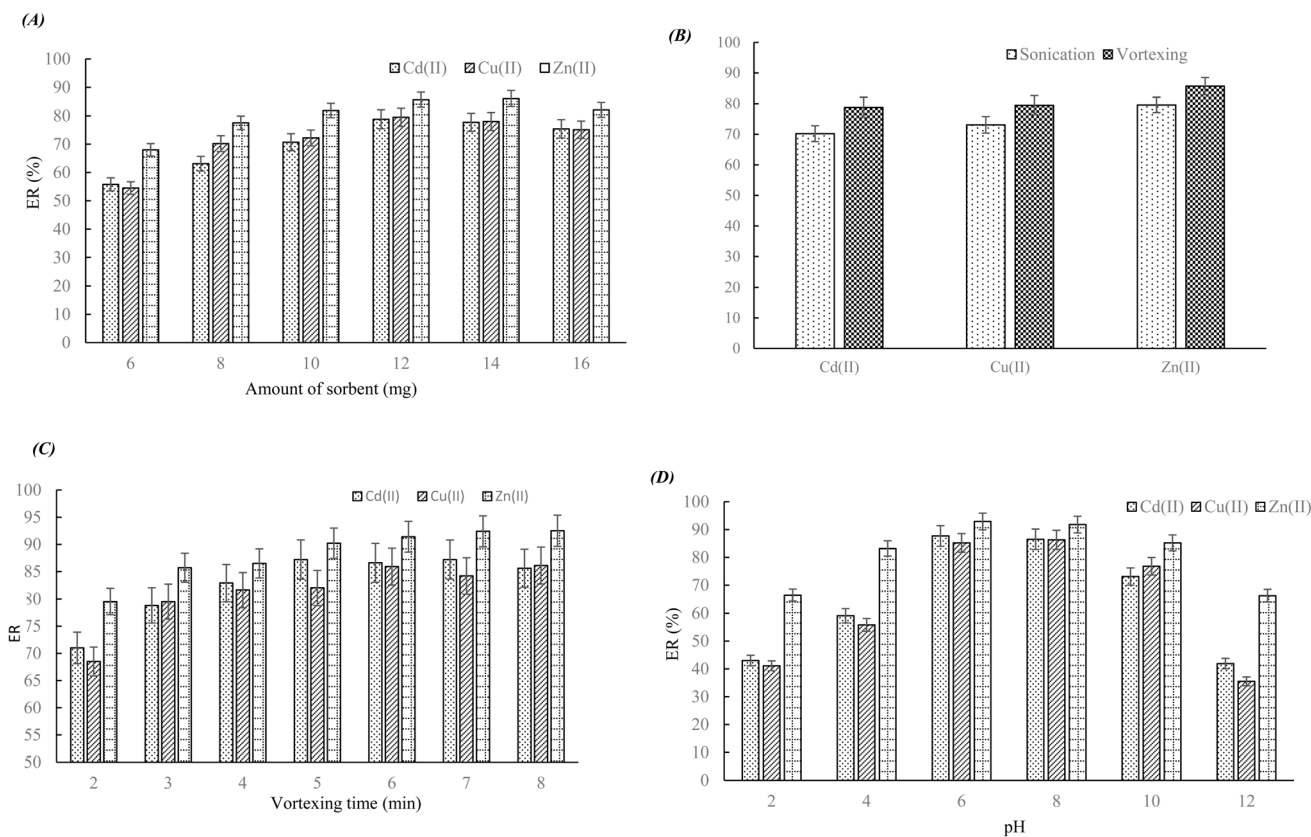 (A)
100
90
80
70
60
50
40
30
20
10
0
ER (%)
Cd(II) Cu(II) Zn(II)
6 8 10 12 14 16
Amount of sorbent (mg)
(B)
100
90
80
70
60
50
40
30
20
10
0
Sonication Vortexing
Cd(II) Cu(II) Zn(II)
(C)
100
95
90
85
80
75
70
65
60
55
50
ER
Cd(II) Cu(II) Zn(II)
2 3 4 5 6 7 8
Vortexing time (min)
(D)
100
90
80
70
60
50
40
30
20
10
0
ER (%)
Cd(II) Cu(II) Zn(II)
2 4 6 8 10 12
pH